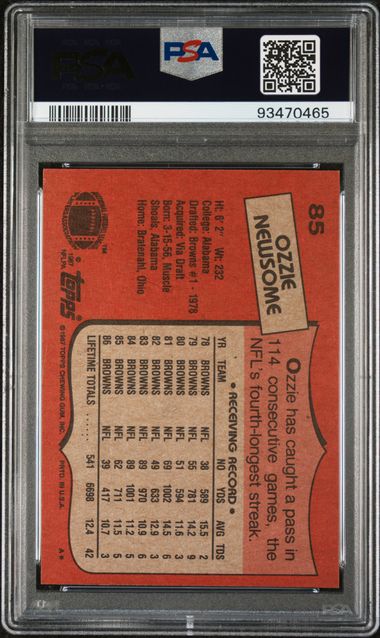 PSA
PSA
93470465
85
OZZIE
NEWSOME
Ht: 6' 2" Wt: 232
College: Alabama
Drafted: Browns #1 - 1978
Acquired: Via Draft
Born: 3-15-56, Muscle
Shoals, Alabama
Home: Bratenahl, Ohio
Ozzie has caught a pass in
114 consecutive games, the
NFL's fourth-longest streak.
• RECEIVING RECORD •
YR TEAM NO YDS AVG TDS
78 BROWNS NFL 38 589 15.5 2
79 BROWNS NFL 55 781 14.2 9
80 BROWNS NFL 51 594 11.6 3
81 BROWNS NFL 69 1002 14.5 6
82 BROWNS NFL 49 633 12.9 3
83 BROWNS NFL 89 970 10.9 6
84 BROWNS NFL 89 1001 11.2 5
85 BROWNS NFL 62 711 11.5 5
86 BROWNS NFL 39 417 10.7 3
LIFETIME TOTALS ...... 541 6698 12.4 42
TM
© 1987
NFLPA
Topps
© 1987 TOPPS CHEWING GUM, INC. PRTD. IN U.S.A. A*